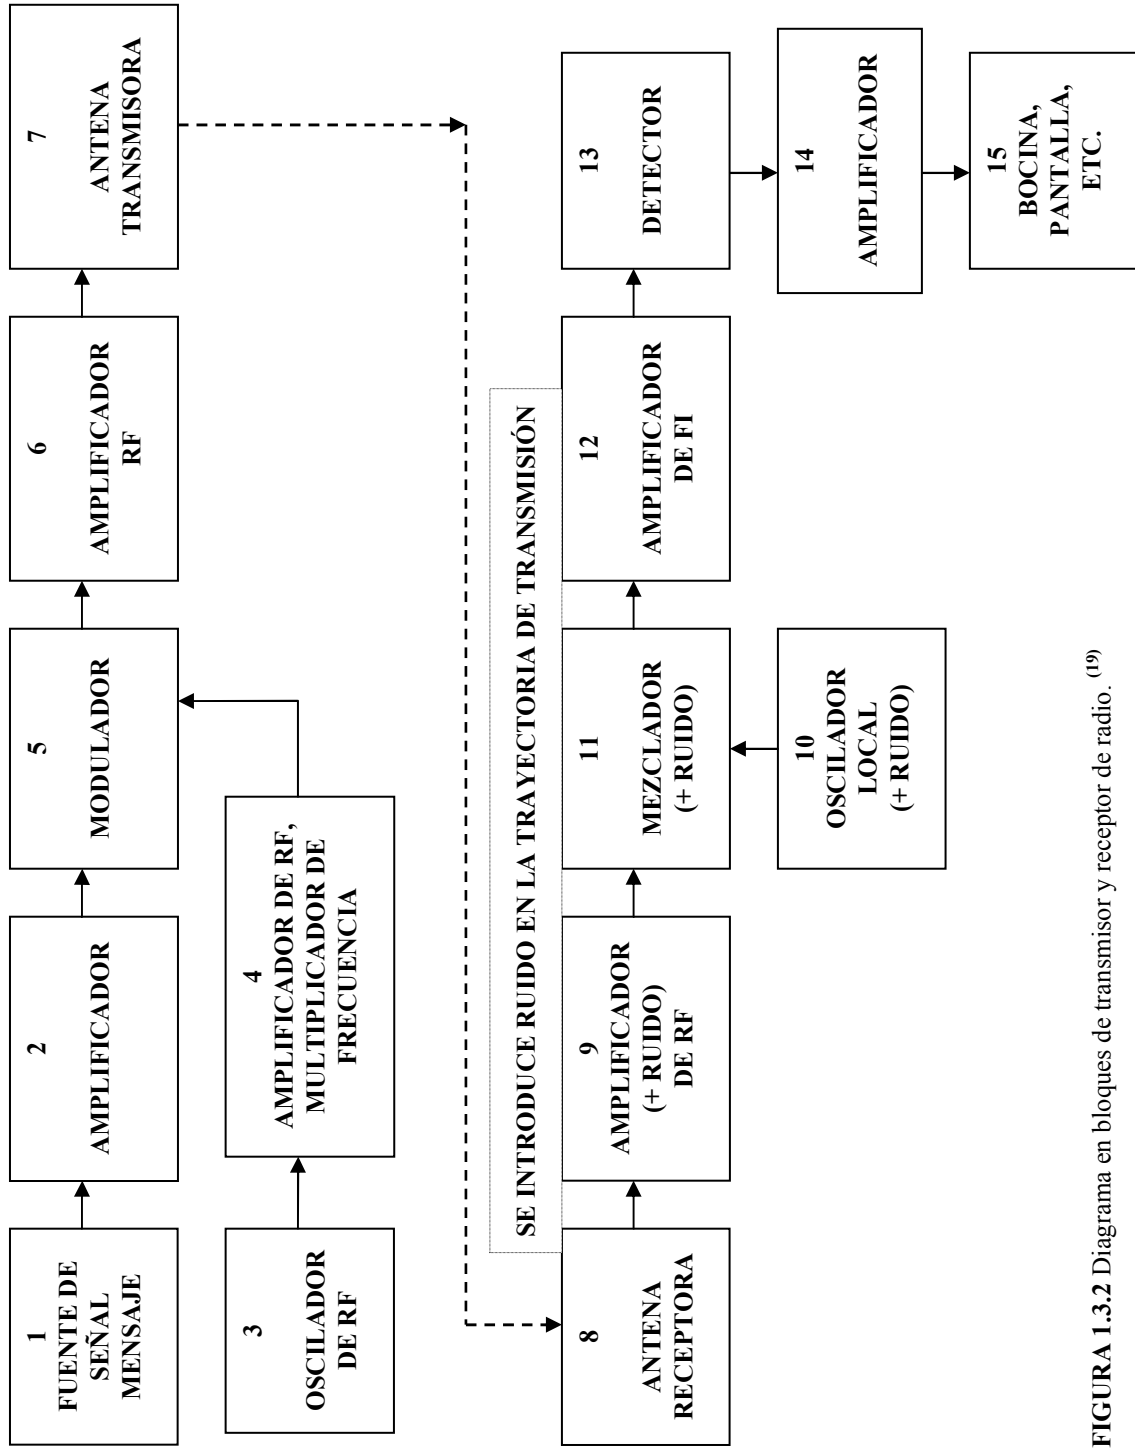 1
FUENTE DE
SEÑAL
MENSAJE
2
AMPLIFICADOR
3
OSCILADOR
DE RF
4
AMPLIFICADOR DE RF,
MULTIPLICADOR DE
FRECUENCIA
5
MODULADOR
6
AMPLIFICADOR
RF
7
ANTENA
TRANSMISORA
SE INTRODUCE RUIDO EN LA TRAYECTORIA DE TRANSMISIÓN
8
ANTENA
RECEPTORA
9
AMPLIFICADOR
(+ RUIDO)
DE RF
10
OSCILADOR
LOCAL
(+ RUIDO)
11
MEZCLADOR
(+ RUIDO)
12
AMPLIFICADOR
DE FI
13
DETECTOR
14
AMPLIFICADOR
15
BOCINA,
PANTALLA,
ETC.
FIGURA 1.3.2 Diagrama en bloques de transmisor y receptor de radio. (19)